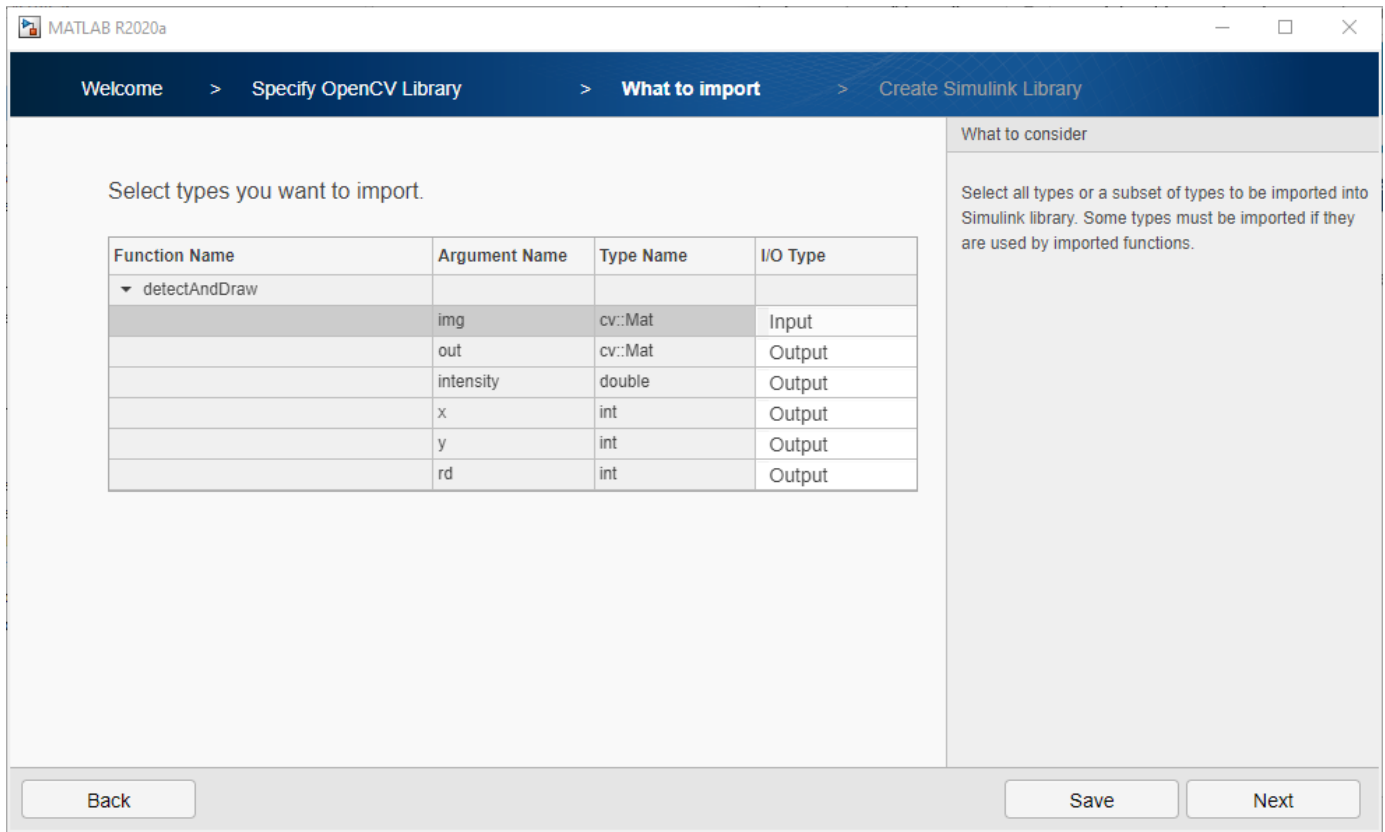 MATLAB R2020a
Welcome > Specify OpenCV Library > What to import > Create Simulink Library
What to consider
Select types you want to import.
Select all types or a subset of types to be imported into
Simulink library. Some types must be imported if they
are used by imported functions.
Function Name Argument Name Type Name I/O Type
detectAndDraw
img cv::Mat Input
out cv::Mat Output
intensity double Output
x int Output
y int Output
rd int Output
Back Save Next